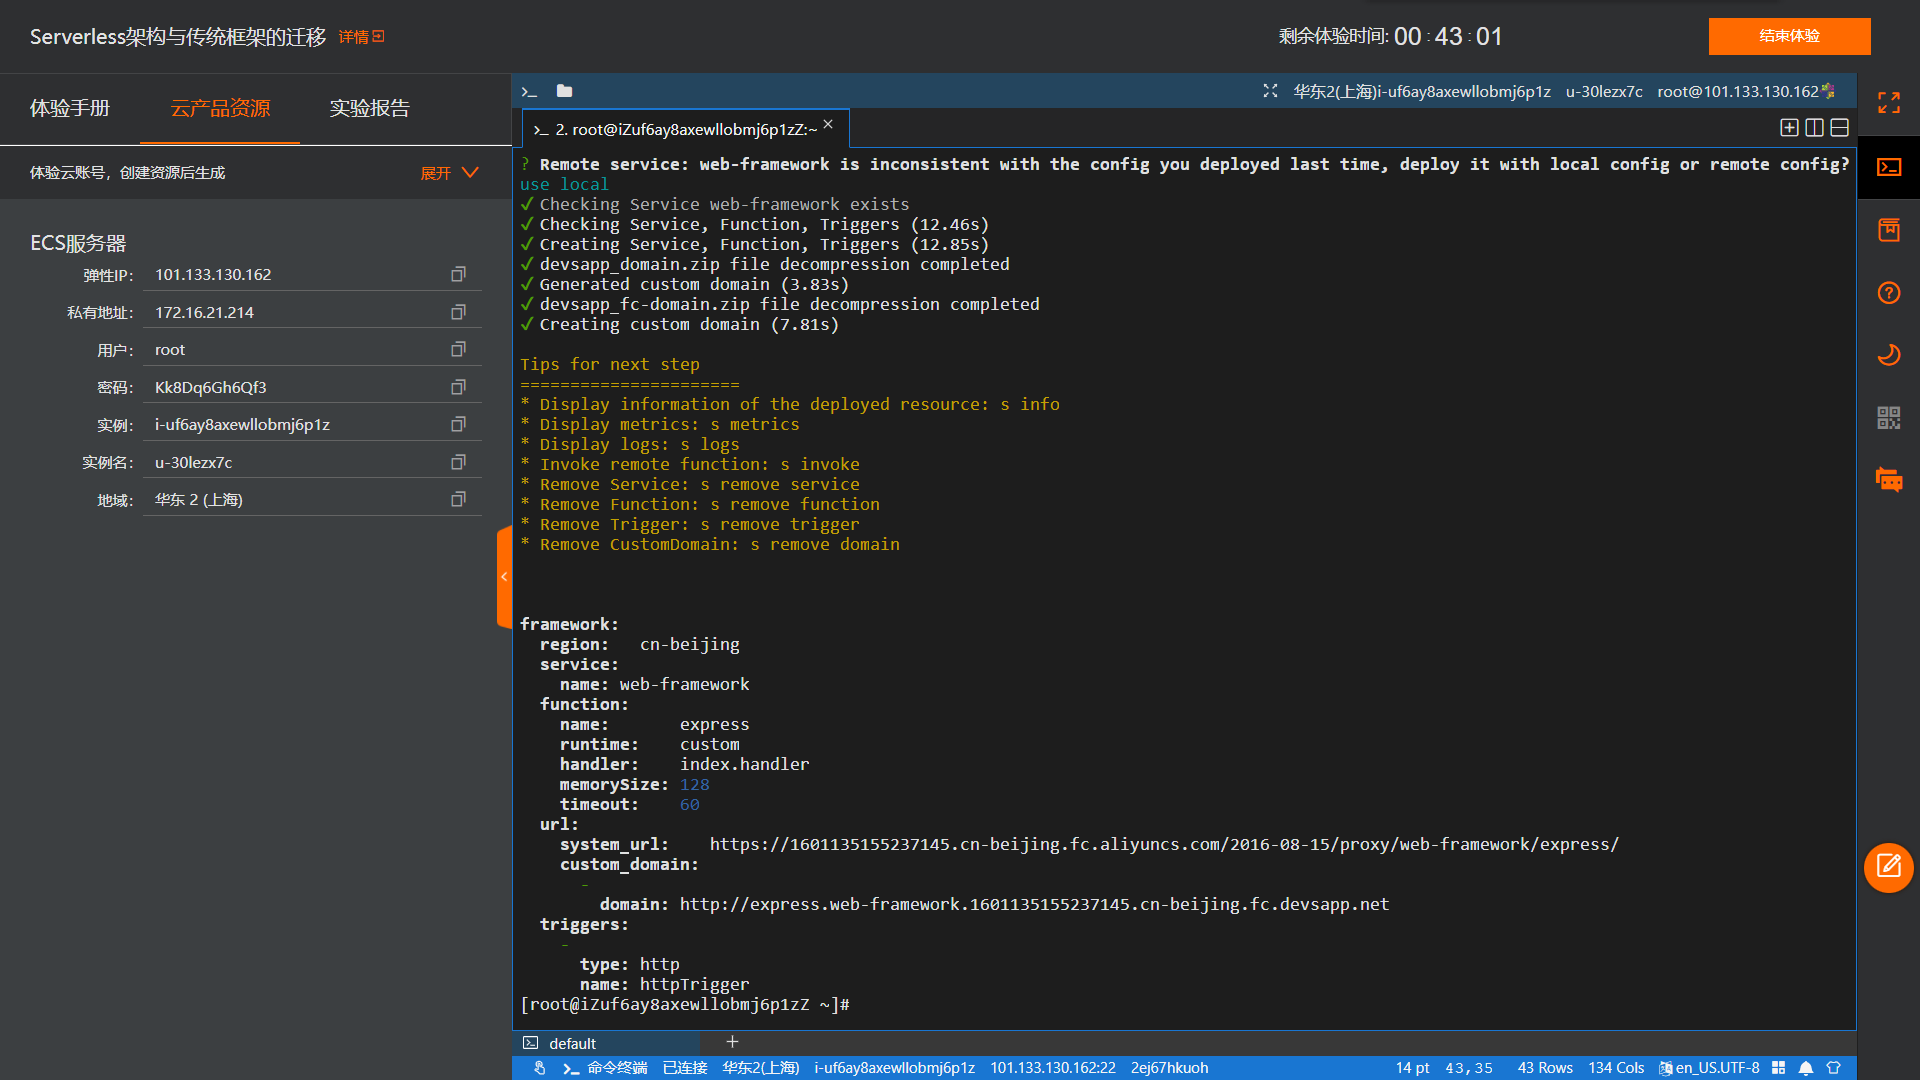 Serverless架构与传统框架的迁移 详情
剩余体验时间: 00 : 43 : 01
结束体验
体验手册 云产品资源 实验报告
体验云账号，创建资源后生成 展开
ECS服务器
弹性IP: 101.133.130.162
私有地址: 172.16.21.214
用户: root
密码: Kk8Dq6Gh6Qf3
实例: i-uf6ay8axewllobmj6p1z
实例名: u-30lezx7c
地域: 华东 2 (上海)
华东2(上海)i-uf6ay8axewllobmj6p1z u-30lezx7c root@101.133.130.162
2. root@iZuf6ay8axewllobmj6p1zZ:~ ×
? Remote service: web-framework is inconsistent with the config you deployed last time, deploy it with local config or remote config?
use local
✓ Checking Service web-framework exists
✓ Checking Service, Function, Triggers (12.46s)
✓ Creating Service, Function, Triggers (12.85s)
✓ devsapp_domain.zip file decompression completed
✓ Generated custom domain (3.83s)
✓ devsapp_fc-domain.zip file decompression completed
✓ Creating custom domain (7.81s)
Tips for next step
======================
* Display information of the deployed resource: s info
* Display metrics: s metrics
* Display logs: s logs
* Invoke remote function: s invoke
* Remove Service: s remove service
* Remove Function: s remove function
* Remove Trigger: s remove trigger
* Remove CustomDomain: s remove domain
framework:
region: cn-beijing
service:
name: web-framework
function:
name: express
runtime: custom
handler: index.handler
memorySize: 128
timeout: 60
url:
system_url: https://1601135155237145.cn-beijing.fc.aliyuncs.com/2016-08-15/proxy/web-framework/express/
custom_domain:
-
domain: http://express.web-framework.1601135155237145.cn-beijing.fc.devsapp.net
triggers:
-
type: http
name: httpTrigger
[root@iZuf6ay8axewllobmj6p1zZ ~]#
default +
命令终端 已连接 华东2(上海) i-uf6ay8axewllobmj6p1z 101.133.130.162:22 2ej67hkuoh 14 pt 43,35 43 Rows 134 Cols en_US.UTF-8